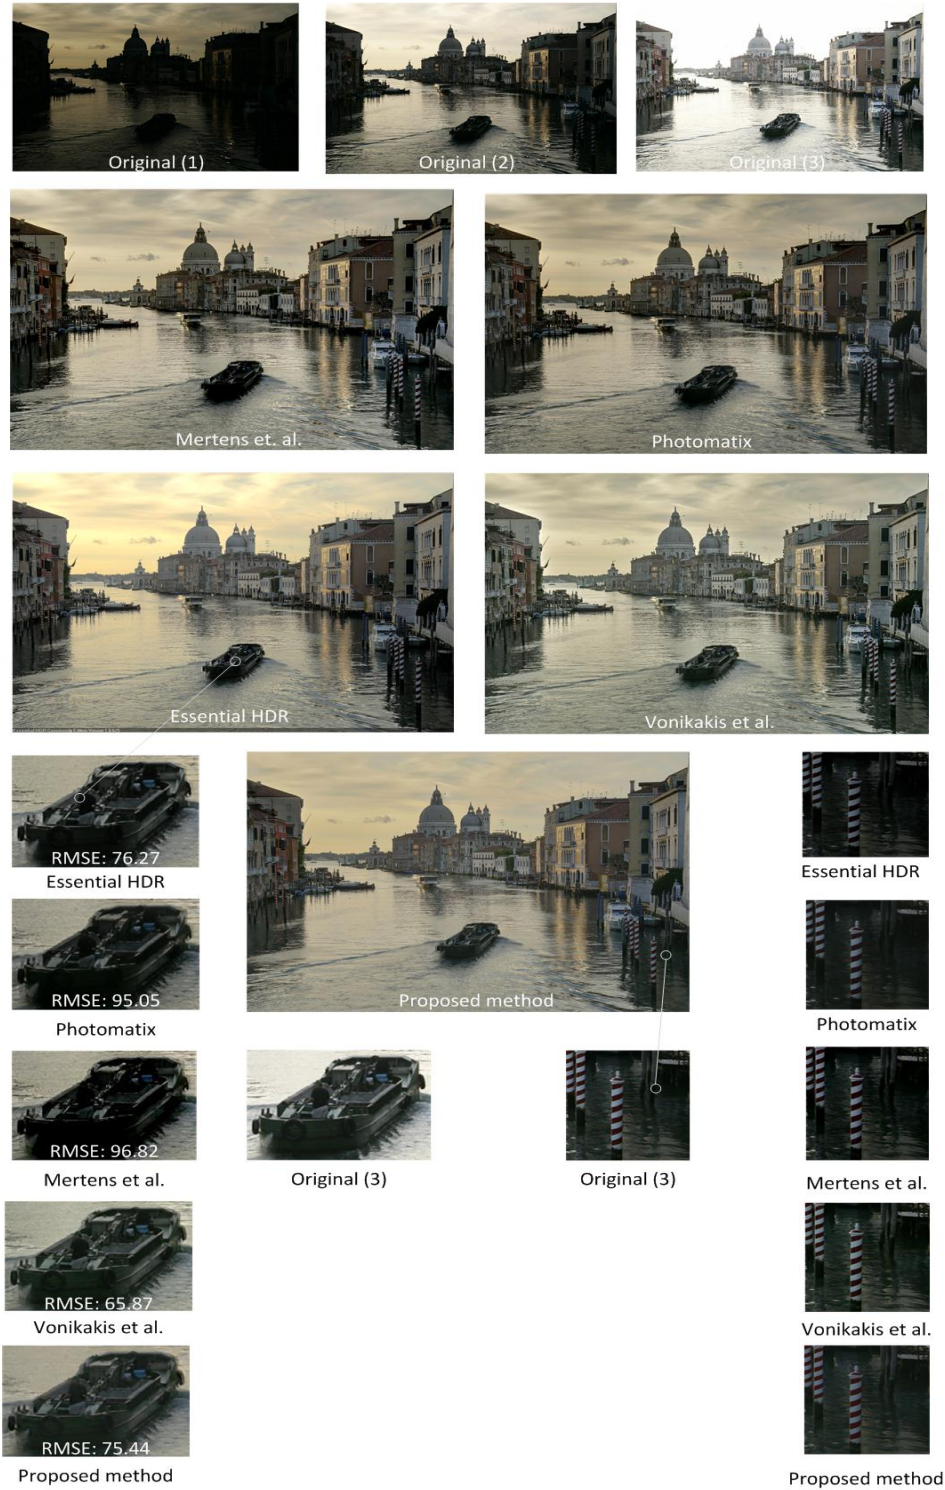 Original (1)
Original (2)
Original (3)
Mertens et. al.
Photomatix
Essential HDR
Vonikakis et al.
RMSE: 76.27
Essential HDR
Proposed method
Essential HDR
RMSE: 95.05
Photomatix
Photomatix
RMSE: 96.82
Mertens et al.
Original (3)
Original (3)
Mertens et al.
RMSE: 65.87
Vonikakis et al.
Vonikakis et al.
RMSE: 75.44
Proposed method
Proposed method